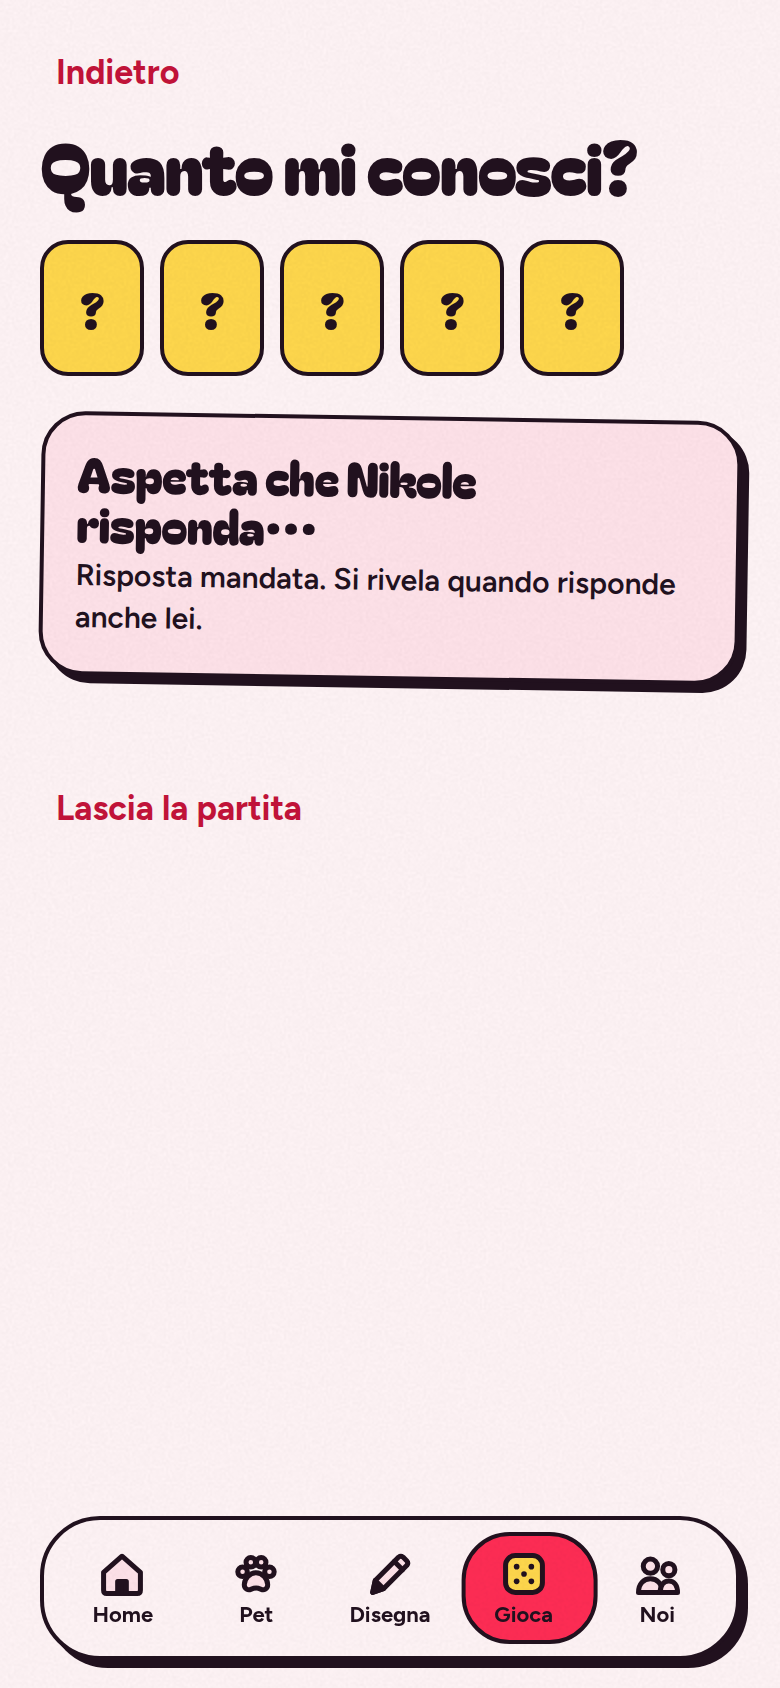 Indietro
Quanto mi conosci?
? ? ? ? ?
Aspetta che Nikole
risponda...
Risposta mandata. Si rivela quando risponde
anche lei.
Lascia la partita
Home Pet Disegna Gioca Noi